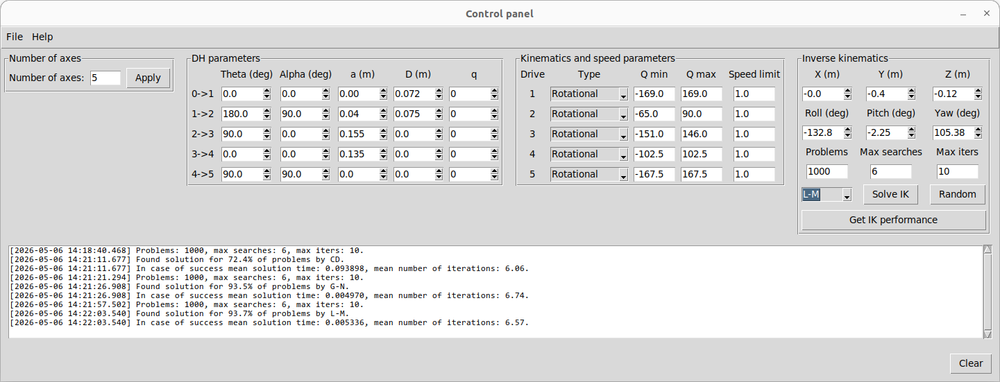 Control panel
File Help
Number of axes
Number of axes: 5 Apply
DH parameters
Theta (deg) Alpha (deg) a (m) D (m) q
0->1 0.0 0.0 0.00 0.072 0
1->2 180.0 90.0 0.04 0.075 0
2->3 90.0 0.0 0.155 0.0 0
3->4 0.0 0.0 0.135 0.0 0
4->5 90.0 90.0 0.0 0.0 0
Kinematics and speed parameters
Drive Type Q min Q max Speed limit
1 Rotational -169.0 169.0 1.0
2 Rotational -65.0 90.0 1.0
3 Rotational -151.0 146.0 1.0
4 Rotational -102.5 102.5 1.0
5 Rotational -167.5 167.5 1.0
Inverse kinematics
X (m) Y (m) Z (m)
-0.0 -0.4 -0.12
Roll (deg) Pitch (deg) Yaw (deg)
-132.8 -2.25 105.38
Problems Max searches Max iters
1000 6 10
L-M Solve IK Random
Get IK performance
[2026-05-06 14:18:40.468] Problems: 1000, max searches: 6, max iters: 10.
[2026-05-06 14:21:11.677] Found solution for 72.4% of problems by CD.
[2026-05-06 14:21:11.677] In case of success mean solution time: 0.093898, mean number of iterations: 6.06.
[2026-05-06 14:21:21.294] Problems: 1000, max searches: 6, max iters: 10.
[2026-05-06 14:21:26.908] Found solution for 93.5% of problems by G-N.
[2026-05-06 14:21:26.908] In case of success mean solution time: 0.004970, mean number of iterations: 6.74.
[2026-05-06 14:21:57.502] Problems: 1000, max searches: 6, max iters: 10.
[2026-05-06 14:22:03.540] Found solution for 93.7% of problems by L-M.
[2026-05-06 14:22:03.540] In case of success mean solution time: 0.005336, mean number of iterations: 6.57.
Clear